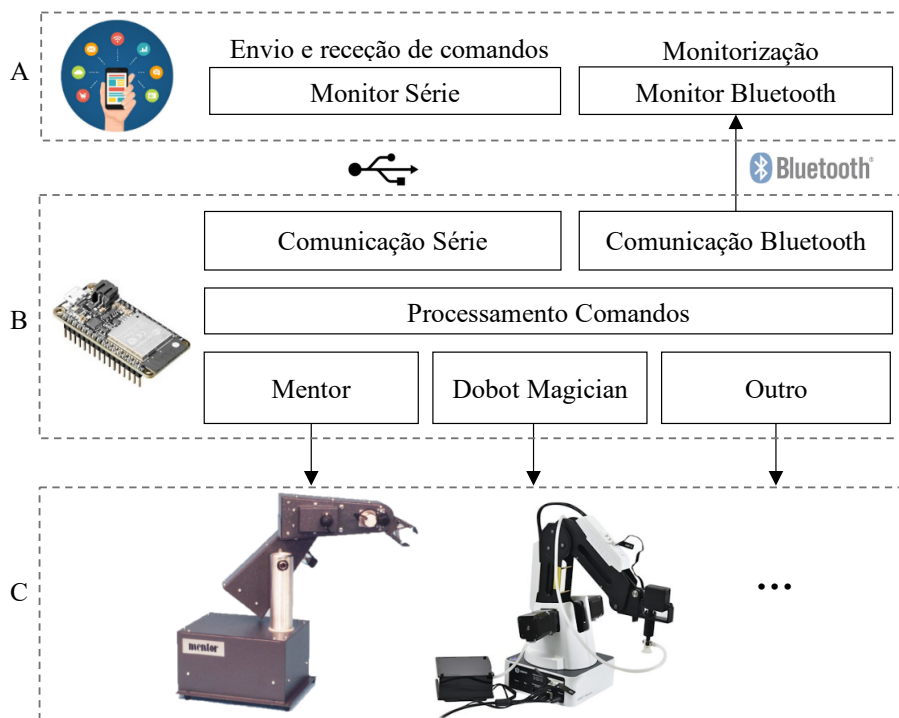 A
Envio e receção de comandos
Monitorização
Monitor Série
Monitor Bluetooth
Bluetooth®
B
Comunicação Série
Comunicação Bluetooth
Processamento Comandos
Mentor
Dobot Magician
Outro
C
...
mentor